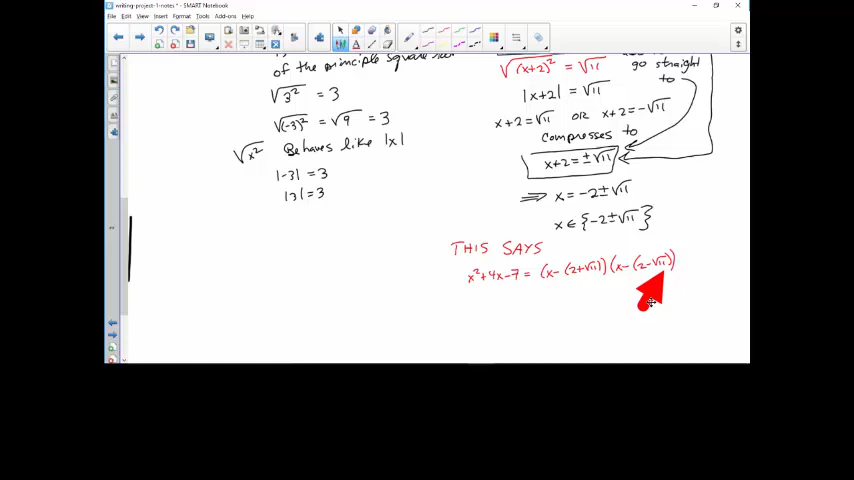 writing-project-1-notes * - SMART Notebook
File Edit View Insert Format Tools Add-ons Help
of the principle square
√3² = 3
√(-3)² = √9 = 3
√x² Behaves like |x|
|-3| = 3
|3| = 3
√(x+2)² = √11
go straight
to
|x+2| = √11
x+2 = √11 OR x+2 = -√11
compresses to
x+2 = ±√11
⟹ x = -2±√11
x ∈ {-2±√11}
THIS SAYS
x²+4x-7 = (x-(2+√11))(x-(2-√11))